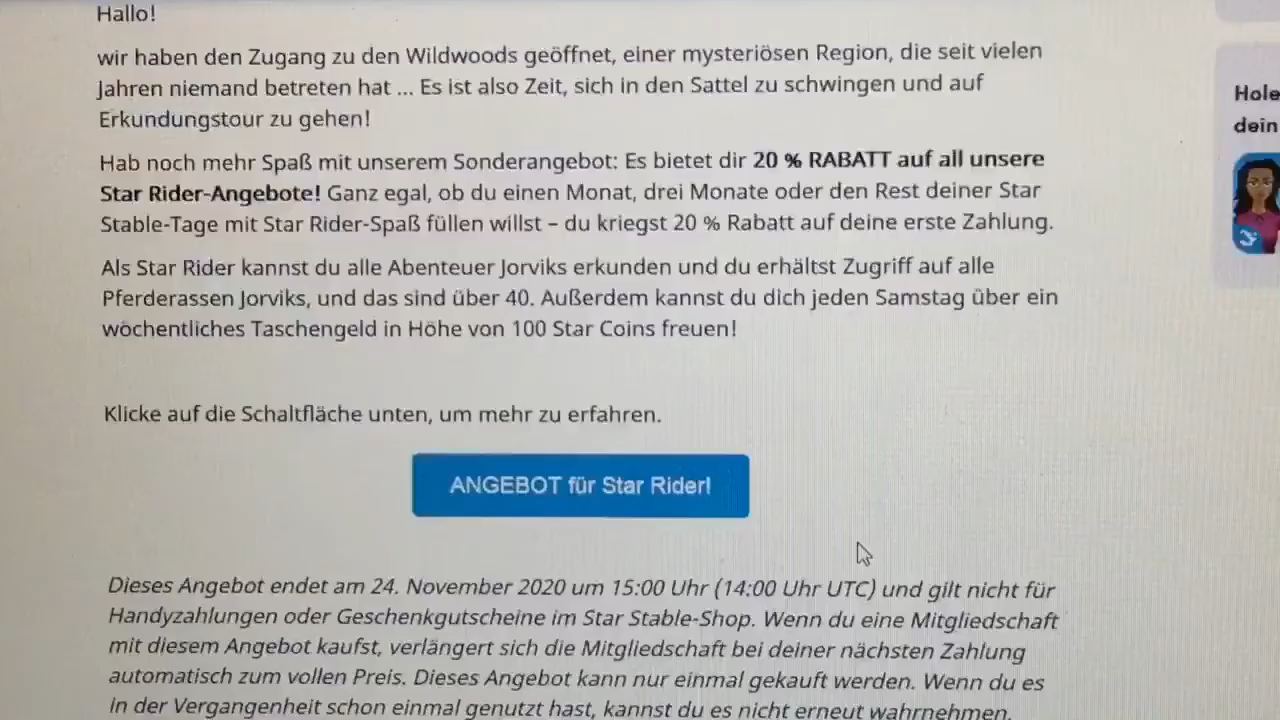 Hallo!
wir haben den Zugang zu den Wildwoods geöffnet, einer mysteriösen Region, die seit vielen
Jahren niemand betreten hat ... Es ist also Zeit, sich in den Sattel zu schwingen und auf
Erkundungstour zu gehen!
Hab noch mehr Spaß mit unserem Sonderangebot: Es bietet dir 20 % RABATT auf all unsere
Star Rider-Angebote! Ganz egal, ob du einen Monat, drei Monate oder den Rest deiner Star
Stable-Tage mit Star Rider-Spaß füllen willst – du kriegst 20 % Rabatt auf deine erste Zahlung.
Als Star Rider kannst du alle Abenteuer Jorviks erkunden und du erhältst Zugriff auf alle
Pferderassen Jorviks, und das sind über 40. Außerdem kannst du dich jeden Samstag über ein
wöchentliches Taschengeld in Höhe von 100 Star Coins freuen!
Klicke auf die Schaltfläche unten, um mehr zu erfahren.
ANGEBOT für Star Rider!
Dieses Angebot endet am 24. November 2020 um 15:00 Uhr (14:00 Uhr UTC) und gilt nicht für
Handyzahlungen oder Geschenkgutscheine im Star Stable-Shop. Wenn du eine Mitgliedschaft
mit diesem Angebot kaufst, verlängert sich die Mitgliedschaft bei deiner nächsten Zahlung
automatisch zum vollen Preis. Dieses Angebot kann nur einmal gekauft werden. Wenn du es
in der Vergangenheit schon einmal genutzt hast, kannst du es nicht erneut wahrnehmen.
Hole
dein